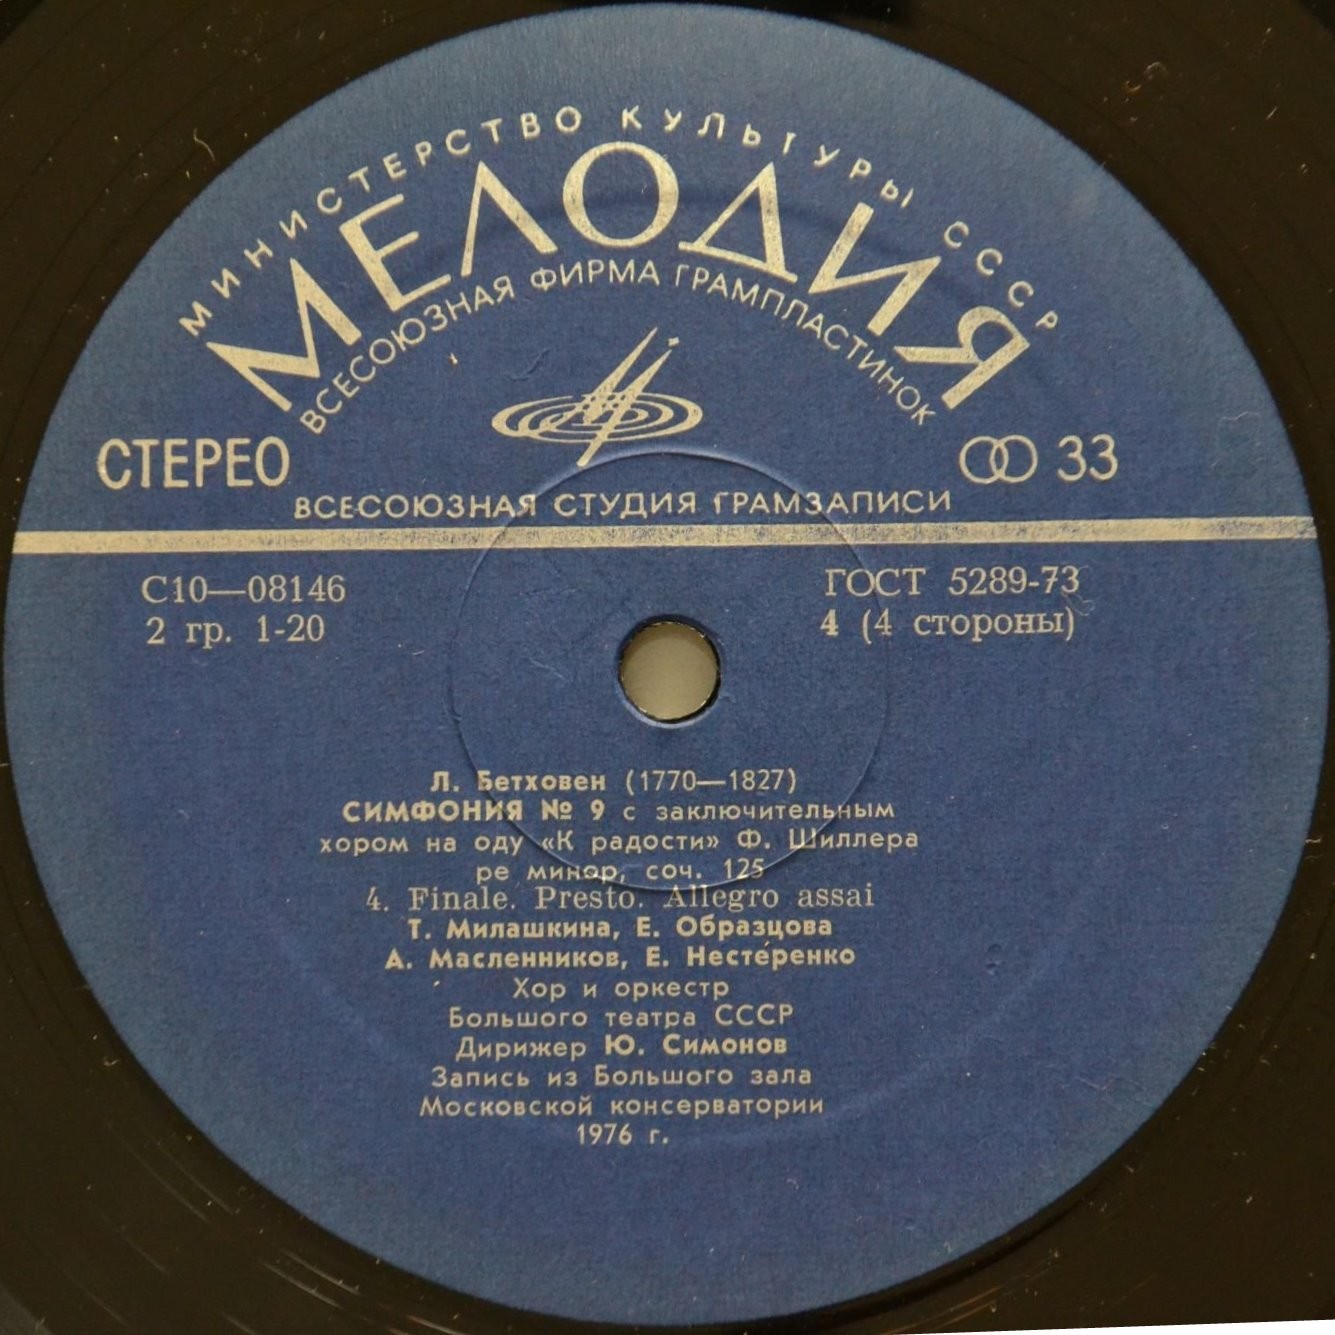 МИНИСТЕРСТВО КУЛЬТУРЫ СССР
МЕЛОДИЯ
ВСЕСОЮЗНАЯ ФИРМА ГРАМПЛАСТИНОК
СТЕРЕО
33
ВСЕСОЮЗНАЯ СТУДИЯ ГРАМЗАПИСИ
С10—08146
ГОСТ 5289-73
2 гр. 1-20
4 (4 стороны)
Л. Бетховен (1770—1827)
СИМФОНИЯ № 9 с заключительным
хором на оду «К радости» Ф. Шиллера
ре минор, соч. 125
4. Finale. Presto. Allegro assai
Т. Милашкина, Е. Образцова
А. Масленников, Е. Нестеренко
Хор и оркестр
Большого театра СССР
Дирижер Ю. Симонов
Запись из Большого зала
Московской консерватории
1976 г.